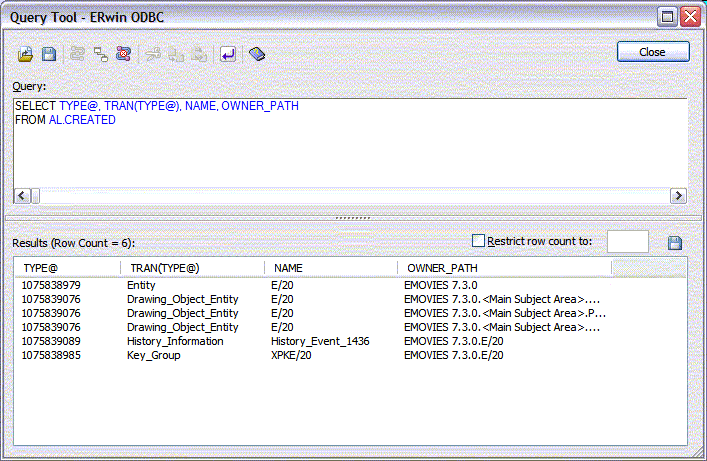 Query Tool - ERwin ODBC
Close
Query:
SELECT TYPE@, TRAN(TYPE@), NAME, OWNER_PATH
FROM AL.CREATED
Results (Row Count = 6):
Restrict row count to:
TYPE@ TRAN(TYPE@) NAME OWNER_PATH
1075838979 Entity E/20 EMOVIES 7.3.0
1075839076 Drawing_Object_Entity E/20 EMOVIES 7.3.0.<Main Subject Area>....
1075839076 Drawing_Object_Entity E/20 EMOVIES 7.3.0.<Main Subject Area>.P...
1075839076 Drawing_Object_Entity E/20 EMOVIES 7.3.0.<Main Subject Area>....
1075839089 History_Information History_Event_1436 EMOVIES 7.3.0.E/20
1075838985 Key_Group XPKE/20 EMOVIES 7.3.0.E/20